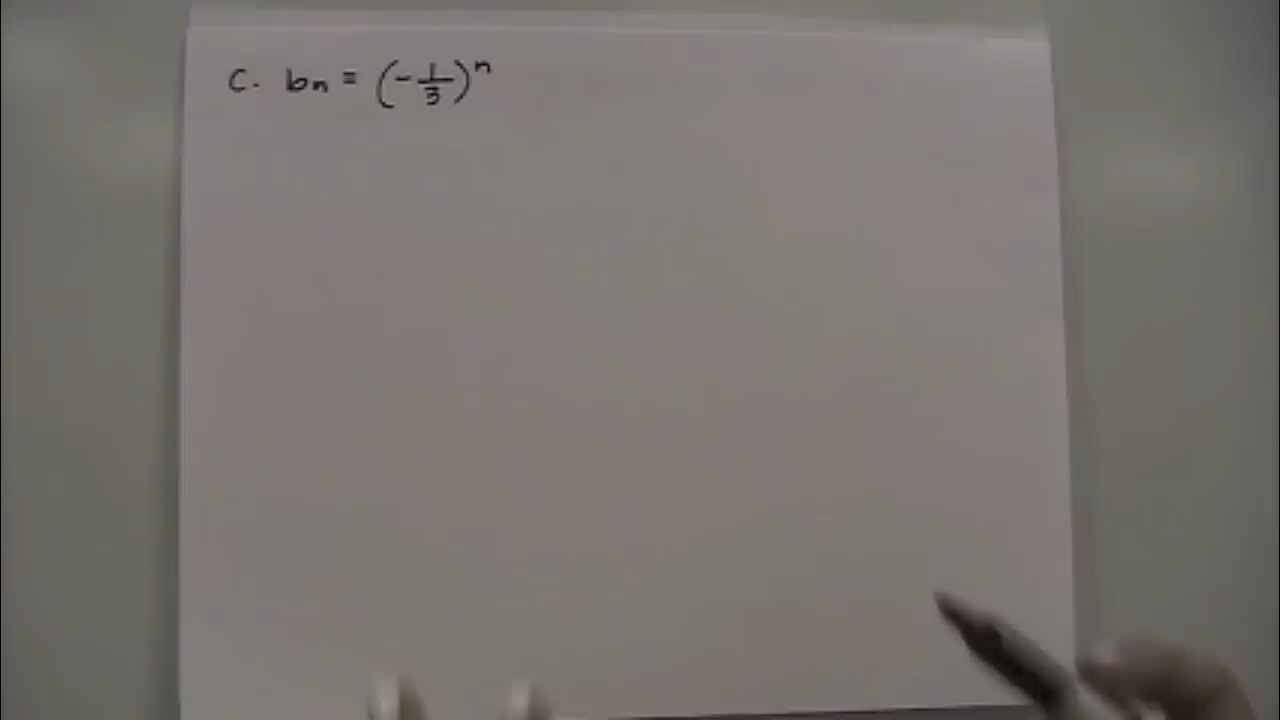 C. bn = (-1/3)^n